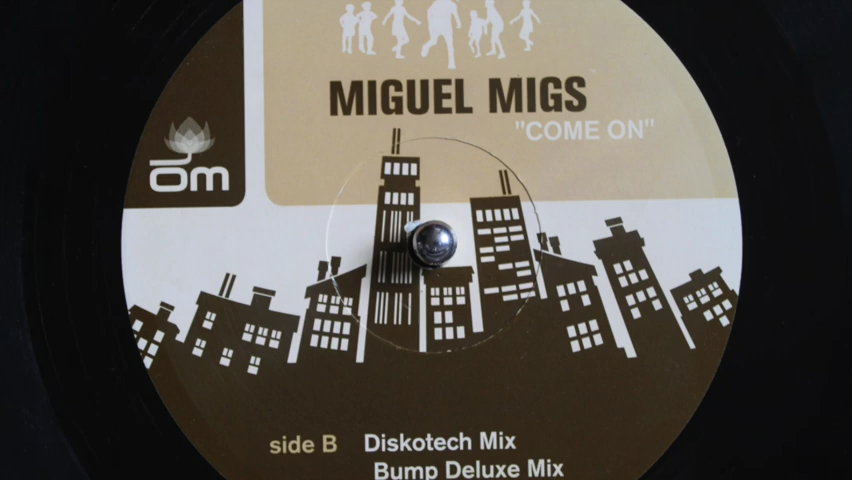 MIGUEL MIGS
"COME ON"
om
side B Diskotech Mix
Bump Deluxe Mix